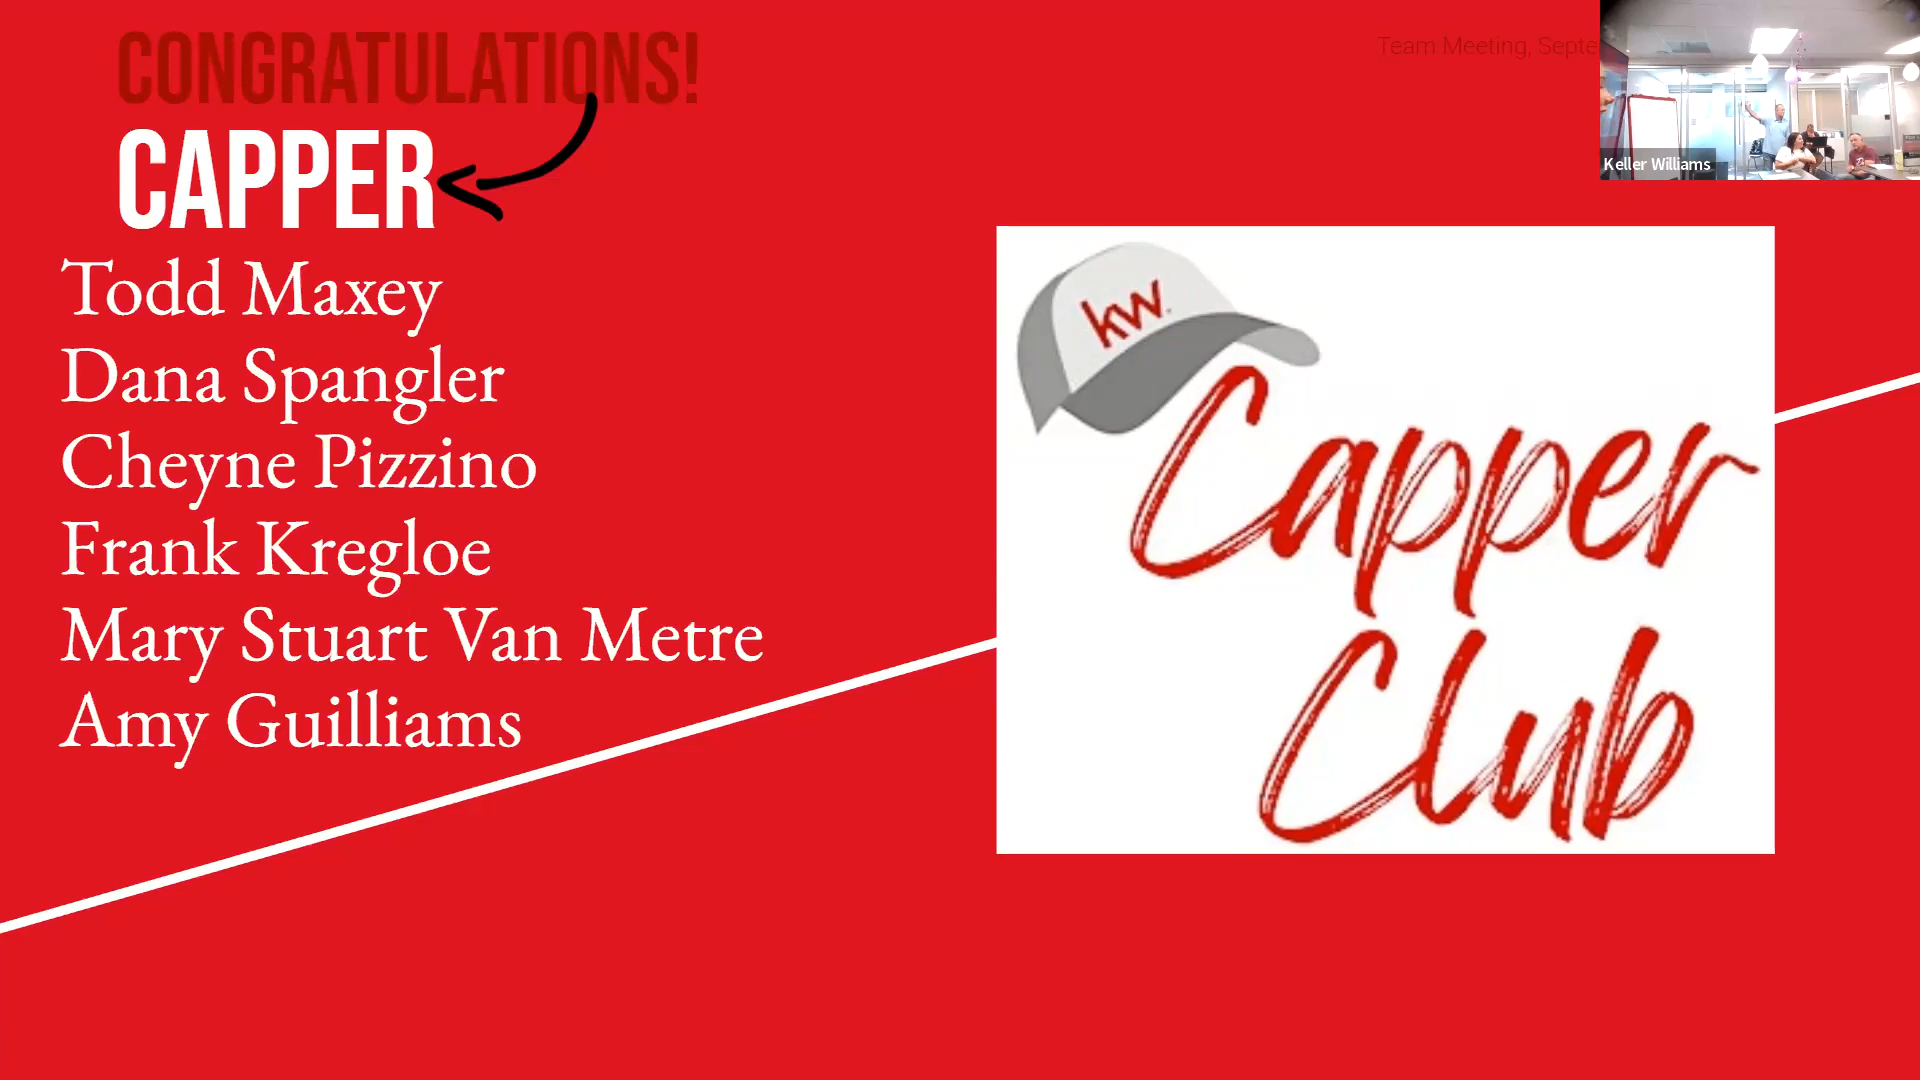 CONGRATULATIONS!
CAPPER
Todd Maxey
Dana Spangler
Cheyne Pizzino
Frank Kregloe
Mary Stuart Van Metre
Amy Guilliams
Team Meeting, Septe
Keller Williams
kw
Capper
Club